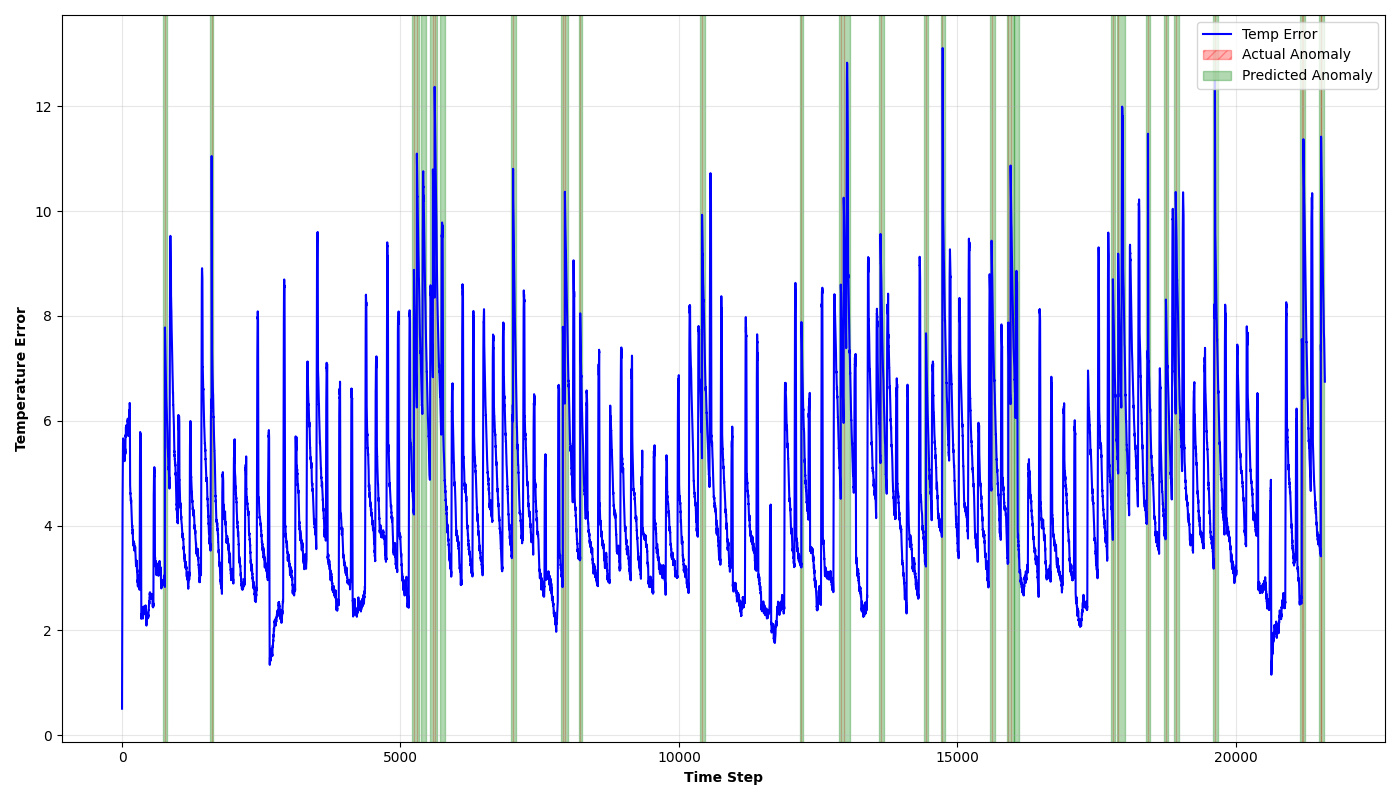 Temp Error
Actual Anomaly
Predicted Anomaly
Temperature Error
12
10
8
6
4
2
0
0 5000 10000 15000 20000
Time Step